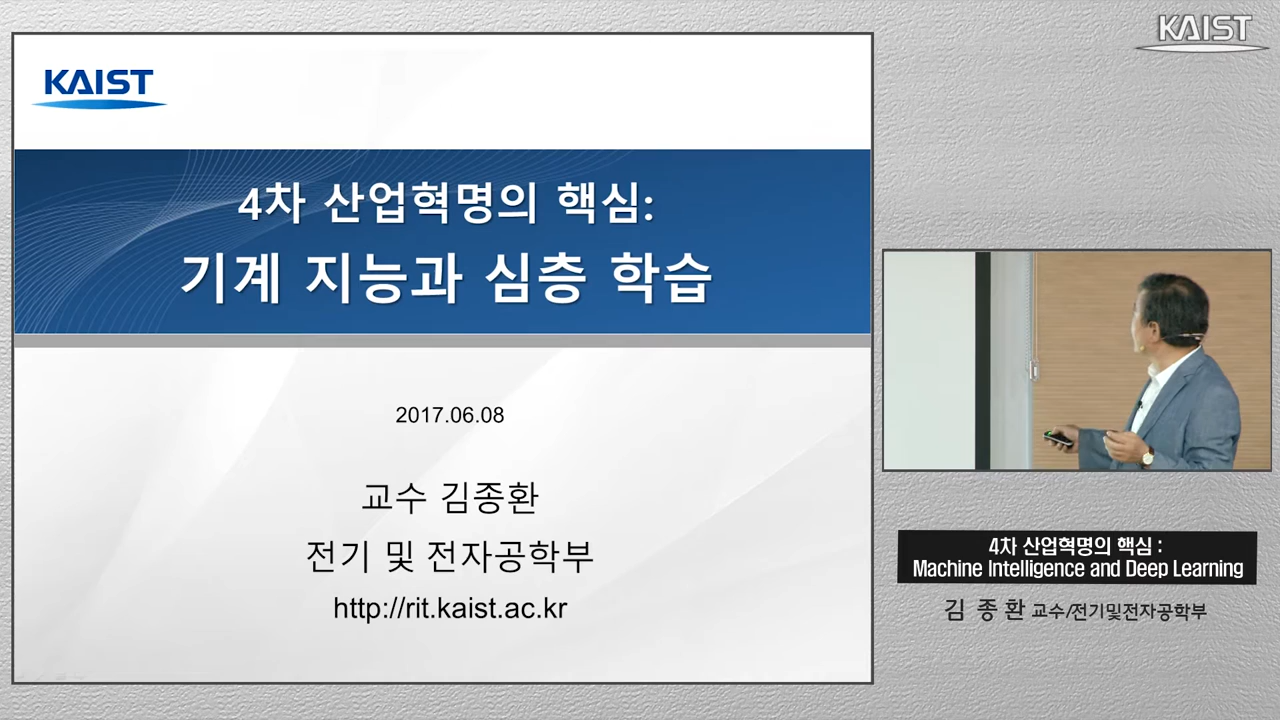 KAIST
KAIST
4차 산업혁명의 핵심:
기계 지능과 심층 학습
2017.06.08
교수 김종환
전기 및 전자공학부
http://rit.kaist.ac.kr
4차 산업혁명의 핵심 :
Machine Intelligence and Deep Learning
김 종 환 교수/전기및전자공학부